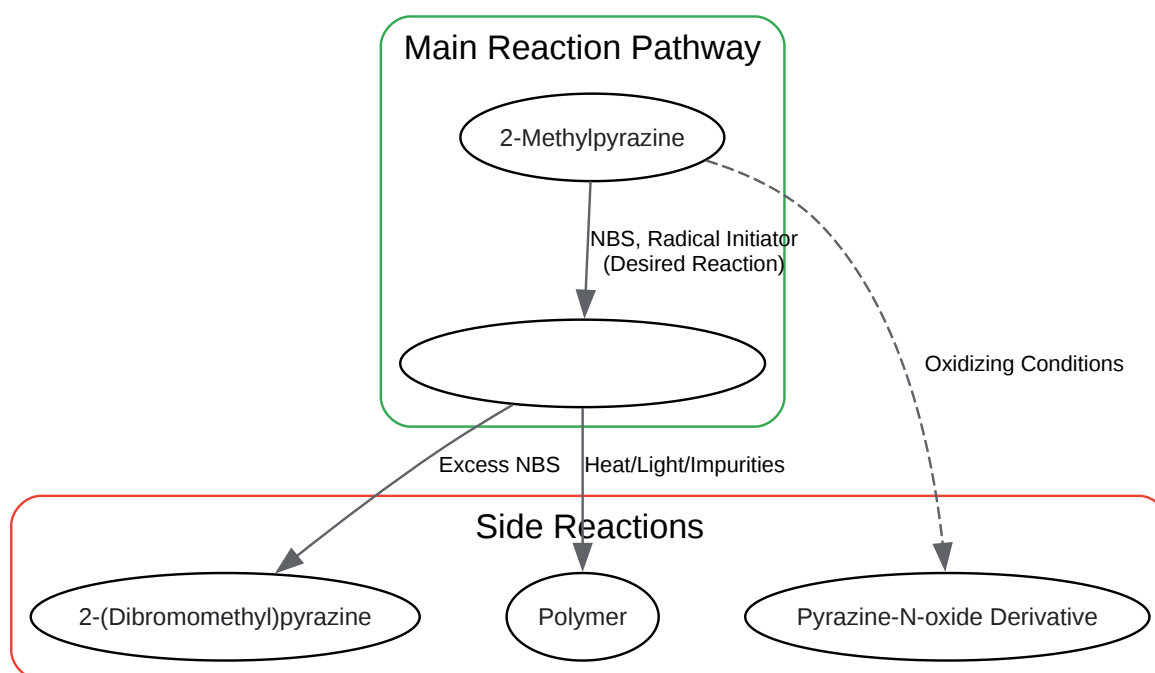 Main Reaction Pathway
2-Methylpyrazine
NBS, Radical Initiator
(Desired Reaction)
Oxidizing Conditions
Excess NBS
Heat/Light/Impurities
Side Reactions
2-(Dibromomethyl)pyrazine
Polymer
Pyrazine-N-oxide Derivative